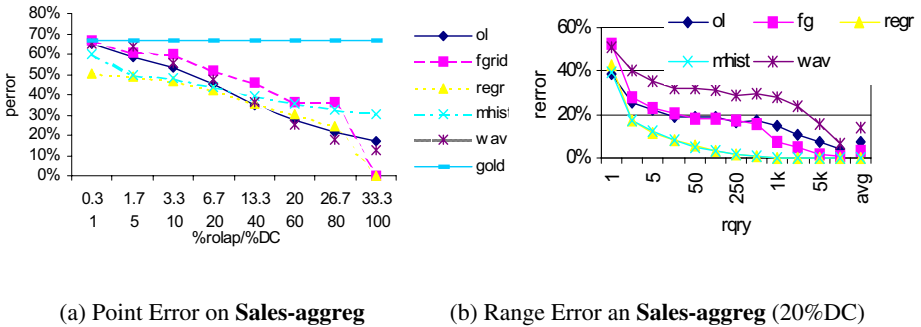 70%
60%
50%
40%
30%
20%
10%
0%
perror
0.3 1.7 3.3 6.7 13.3 20 26.7 33.3
1 5 10 20 40 60 80 100
%rolap/%DC
ol
fgrid
regr
mhist
wav
gold
60%
40%
20%
0%
rerror
ol fg regr
mhist wav
1 5 50 250 1k 5k avg
rqry
(a) Point Error on Sales-aggreg
(b) Range Error an Sales-aggreg (20%DC)